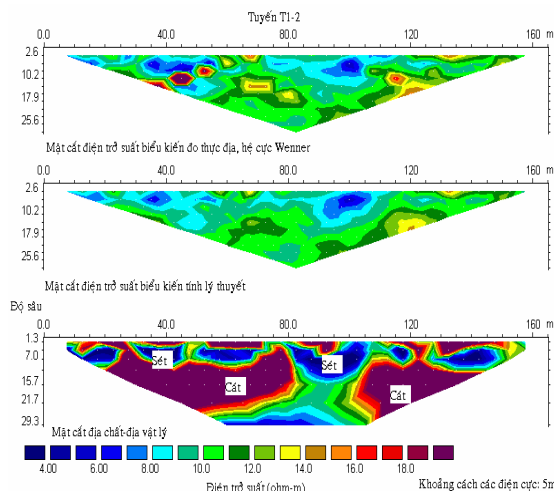 Tuyến T1-2
0.0 40.0 80.0 120 160 m
2.6
10.2
17.9
25.6
Mặt cắt điện trở suất biểu kiến đo thực địa, hệ cực Wenner
0.0 40.0 80.0 120 160 m
2.6
10.2
17.9
25.6
Mặt cắt điện trở suất biểu kiến tính lý thuyết
Độ sâu
0.0 40.0 80.0 120 160 m
1.3
7.0
15.7
21.7
29.3
Sét
Sét
Cát
Cát
Mặt cắt địa chất-địa vật lý
4.00 6.00 8.00 10.0 12.0 14.0 16.0 18.0
Điện trở suất (ohm-m)
Khoảng cách các điện cực: 5m